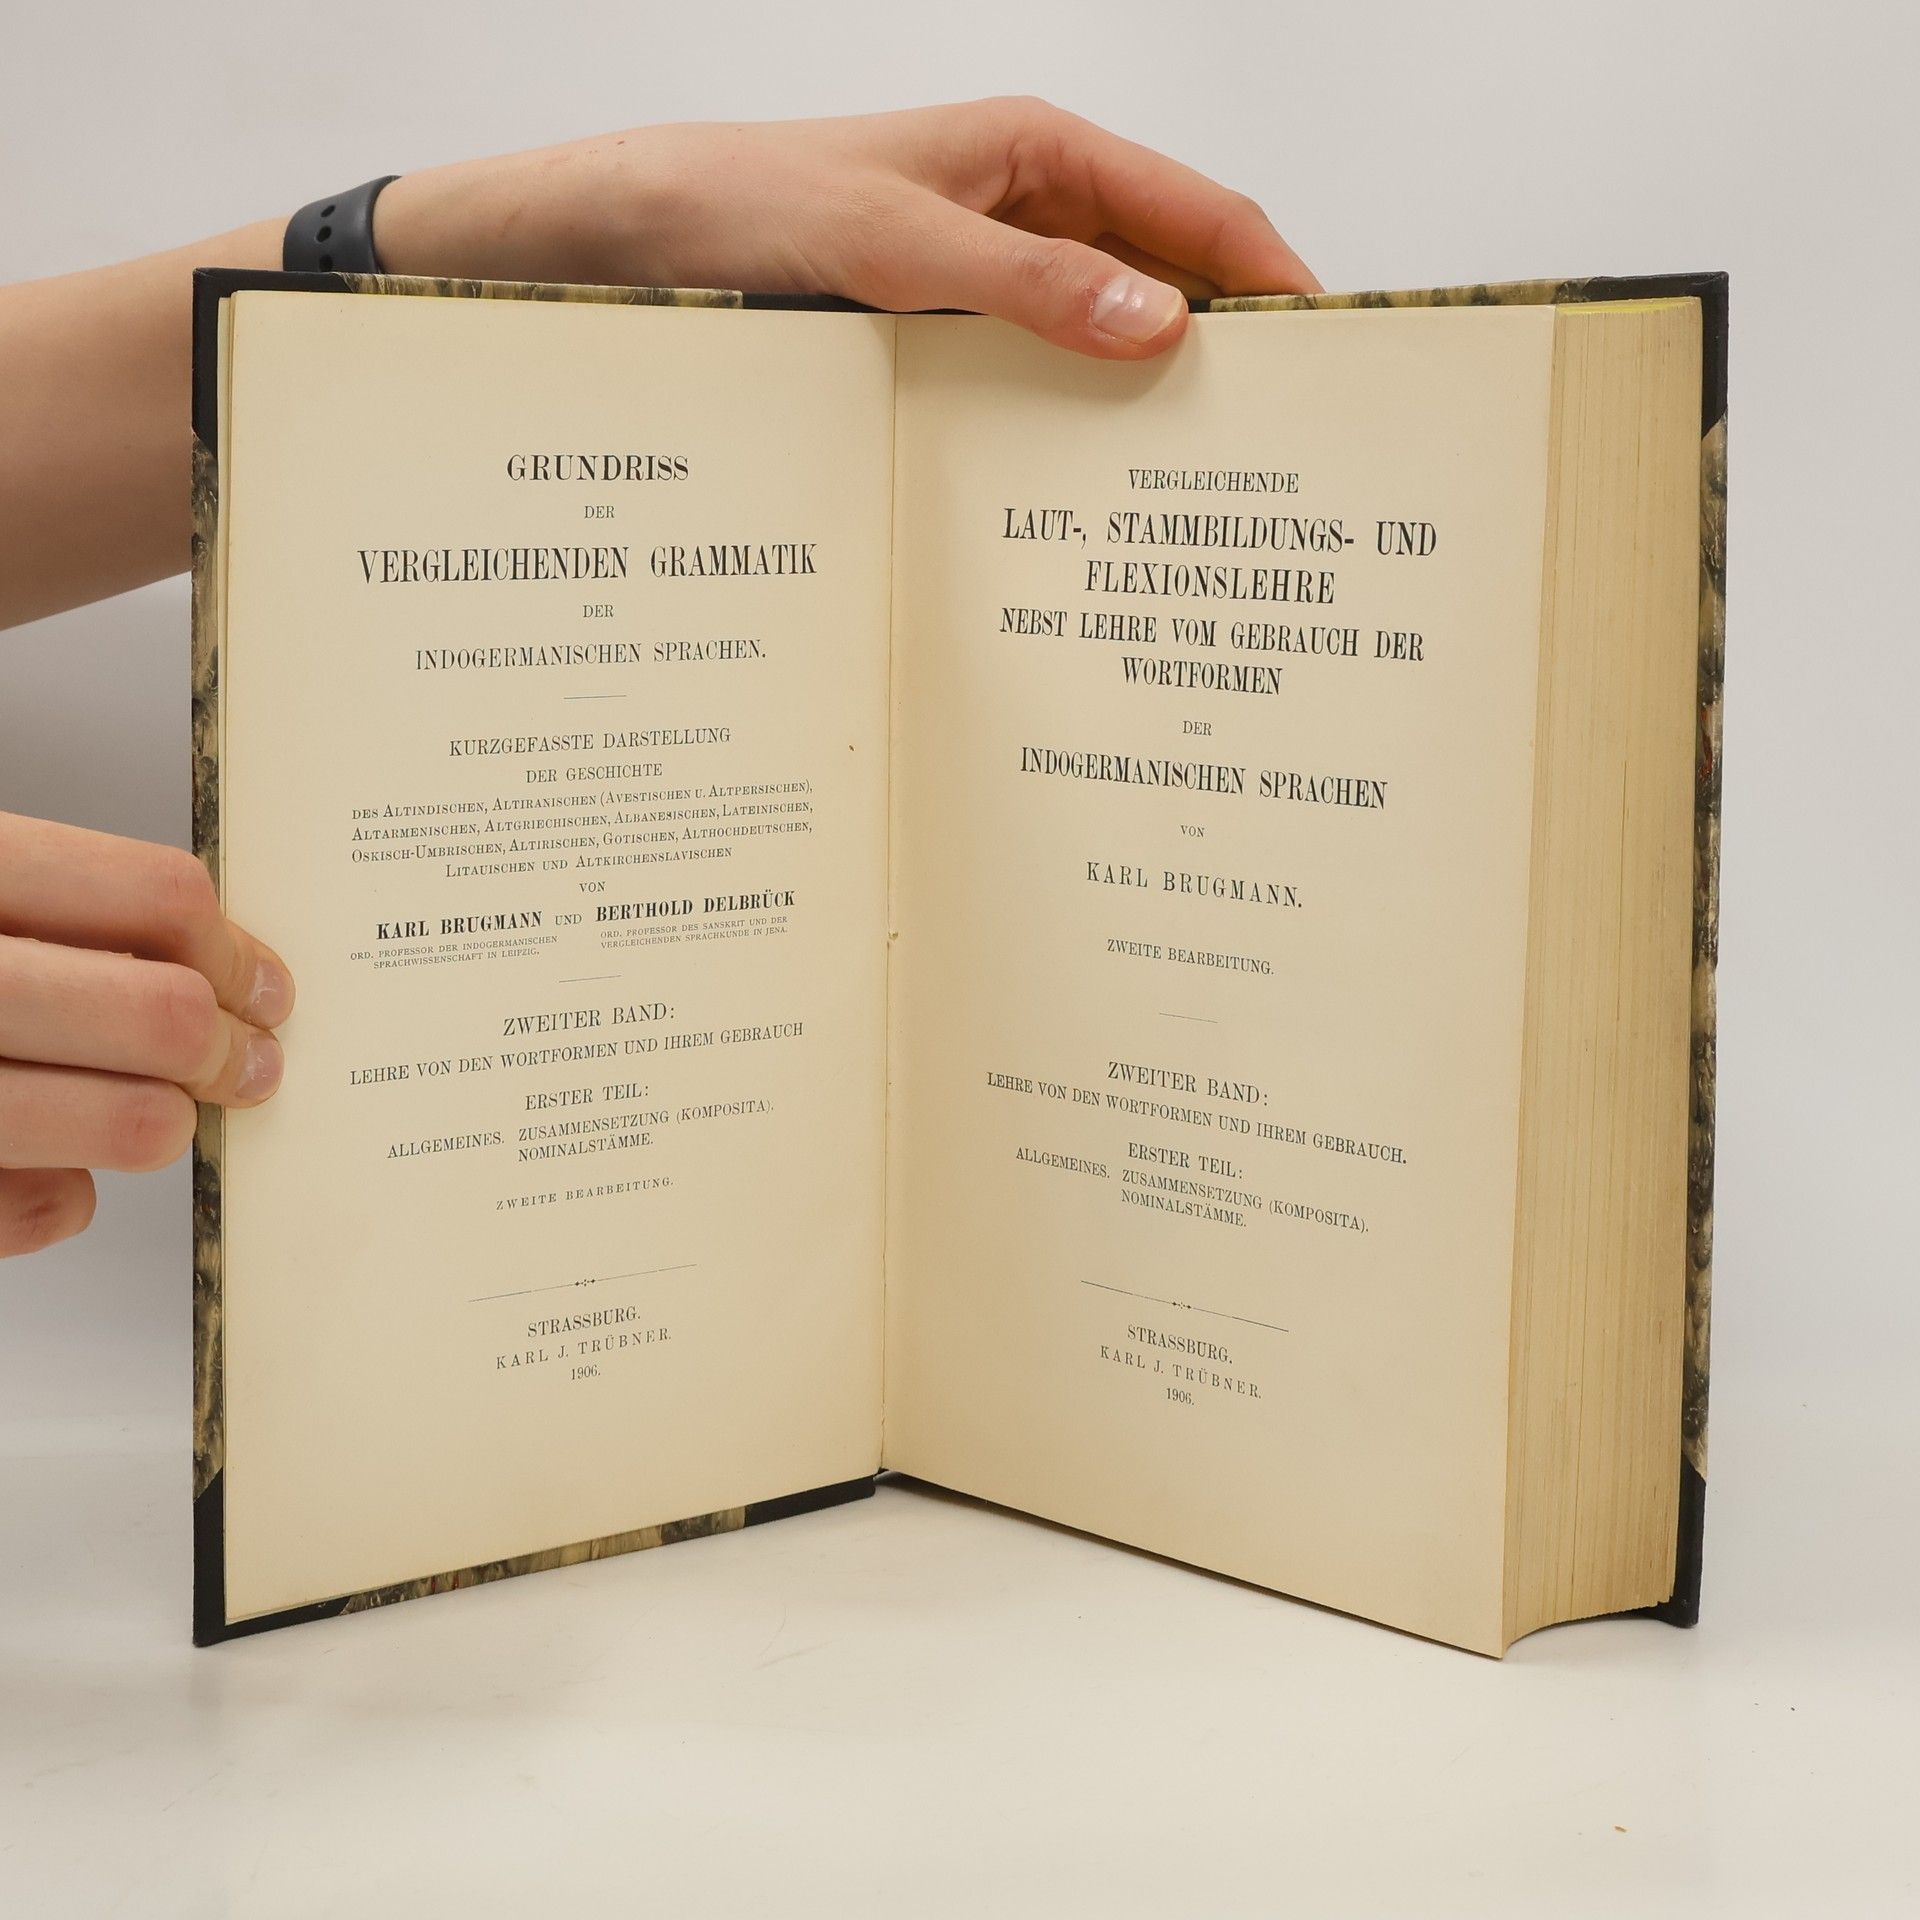 GRUNDRISS
DER
VERGLEICHENDEN GRAMMATIK
DER
INDOGERMANISCHEN SPRACHEN.
KURZGEFASSTE DARSTELLUNG
DER GESCHICHTE
DES ALTINDISCHEN, ALTIRANISCHEN (AVESTISCHEN U. ALTPERSISCHEN),
ALTARMENISCHEN, ALTGRIECHISCHEN, ALBANESISCHEN, LATEINISCHEN,
OSKISCH-UMBRISCHEN, ALTIRISCHEN, GOTISCHEN, ALTHOCHDEUTSCHEN,
LITAUISCHEN UND ALTKIRCHENSLAVISCHEN
VON
KARL BRUGMANN UND BERTHOLD DELBRÜCK
ORD. PROFESSOR DER INDOGERMANISCHEN
SPRACHWISSENSCHAFT IN LEIPZIG.
ORD. PROFESSOR DES SANSKRIT UND DER
VERGLEICHENDEN SPRACHKUNDE IN JENA.
ZWEITER BAND:
LEHRE VON DEN WORTFORMEN UND IHREM GEBRAUCH
ERSTER TEIL:
ALLGEMEINES. ZUSAMMENSETZUNG (KOMPOSITA).
NOMINALSTÄMME.
ZWEITE BEARBEITUNG.
STRASSBURG.
KARL J. TRÜBNER.
1906.
VERGLEICHENDE
LAUT-, STAMMBILDUNGS- UND
FLEXIONSLEHRE
NEBST LEHRE VOM GEBRAUCH DER
WORTFORMEN
DER
INDOGERMANISCHEN SPRACHEN
VON
KARL BRUGMANN.
ZWEITE BEARBEITUNG.
ZWEITER BAND:
LEHRE VON DEN WORTFORMEN UND IHREM GEBRAUCH.
ERSTER TEIL:
ALLGEMEINES. ZUSAMMENSETZUNG (KOMPOSITA).
NOMINALSTÄMME.
STRASSBURG.
KARL J. TRÜBNER.
1906.